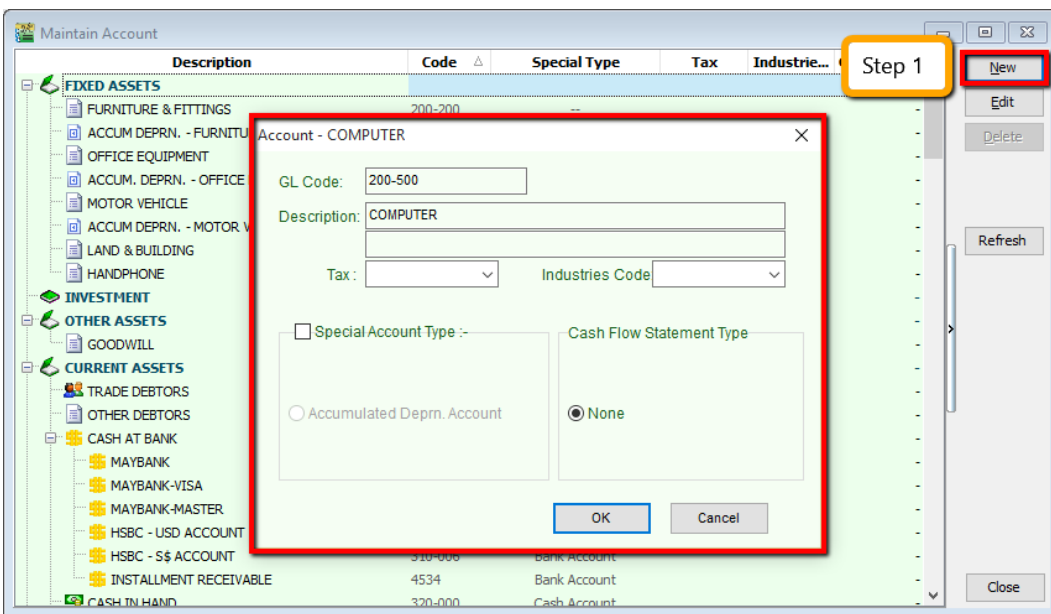 Maintain Account
Description Code Special Type Tax Industrie...
Step 1
New
Edit
Delete
Refresh
Close
FIXED ASSETS
FURNITURE & FITTINGS 200-200 --
ACCUM DEPRN. - FURNITU
OFFICE EQUIPMENT
ACCUM. DEPRN. - OFFICE
MOTOR VEHICLE
ACCUM DEPRN. - MOTOR V
LAND & BUILDING
HANDPHONE
INVESTMENT
OTHER ASSETS
GOODWILL
CURRENT ASSETS
TRADE DEBTORS
OTHER DEBTORS
CASH AT BANK
MAYBANK
MAYBANK-VISA
MAYBANK-MASTER
HSBC - USD ACCOUNT
HSBC - S$ ACCOUNT 310-006 Bank Account
INSTALLMENT RECEIVABLE 4534 Bank Account
CASH IN HAND 320-000 Cash Account
Account - COMPUTER
GL Code: 200-500
Description: COMPUTER
Tax : Industries Code
Special Account Type :-
Cash Flow Statement Type
Accumulated Deprn. Account
None
OK Cancel